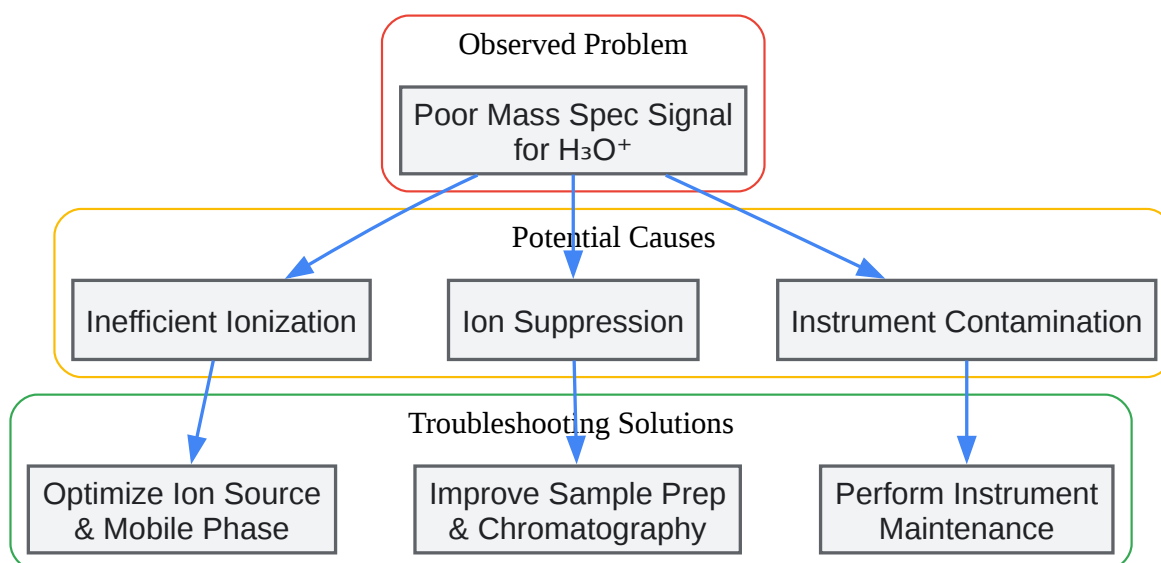 Observed Problem
Poor Mass Spec Signal
for H₃O⁺
Potential Causes
Inefficient Ionization
Ion Suppression
Instrument Contamination
Troubleshooting Solutions
Optimize Ion Source
& Mobile Phase
Improve Sample Prep
& Chromatography
Perform Instrument
Maintenance